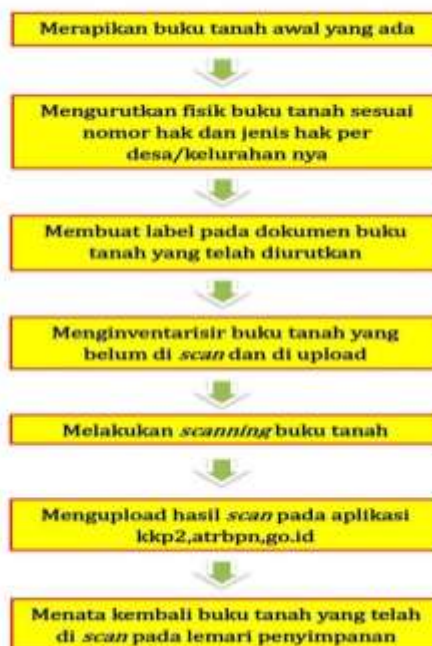 Merapikan buku tanah awal yang ada
Mengurutkan fisik buku tanah sesuai
nomor hak dan jenis hak per
desa/kelurahan nya
Membuat label pada dokumen buku
tanah yang telah diurutkan
Menginventarisir buku tanah yang
belum di scan dan di upload
Melakukan scanning buku tanah
Mengupload hasil scan pada aplikasi
kkp2,atrbpn,go.id
Menata kembali buku tanah yang telah
di scan pada lemari penyimpanan